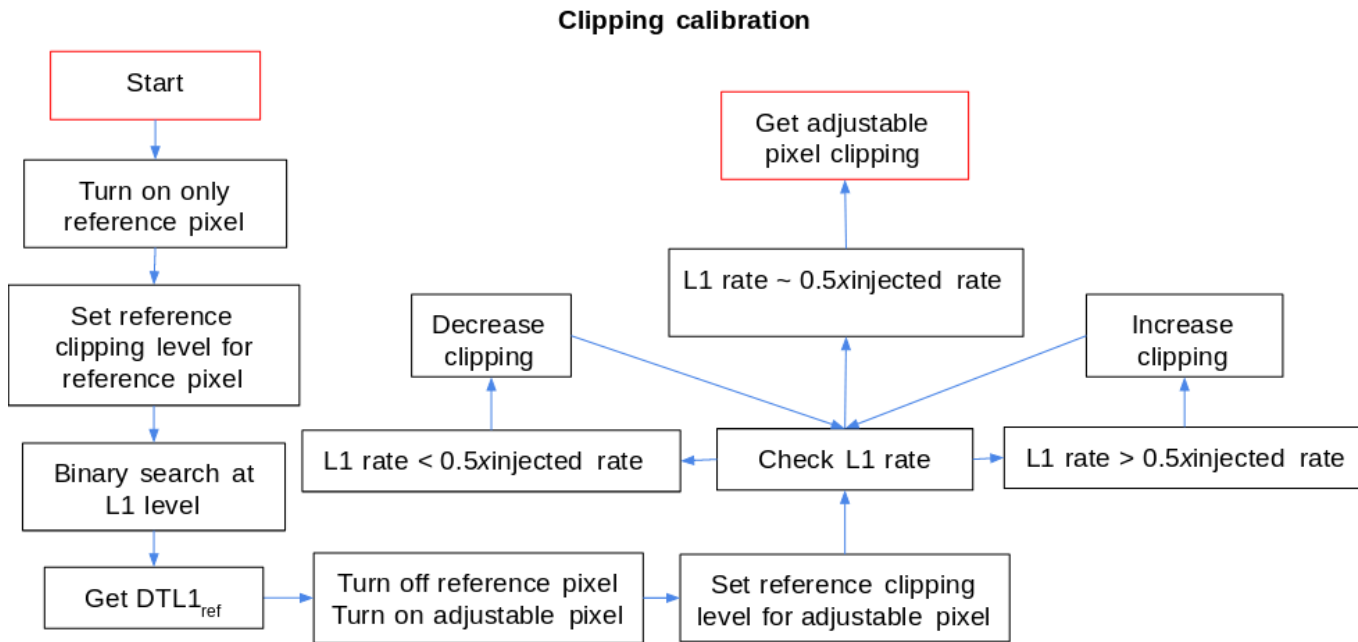 Clipping calibration
Start
Turn on only
reference pixel
Set reference
clipping level for
reference pixel
Binary search at
L1 level
Get DTL1ref
Turn off reference pixel
Turn on adjustable pixel
Set reference clipping
level for adjustable pixel
Check L1 rate
L1 rate < 0.5xinjected rate
Decrease
clipping
L1 rate > 0.5xinjected rate
Increase
clipping
L1 rate ~ 0.5xinjected rate
Get adjustable
pixel clipping